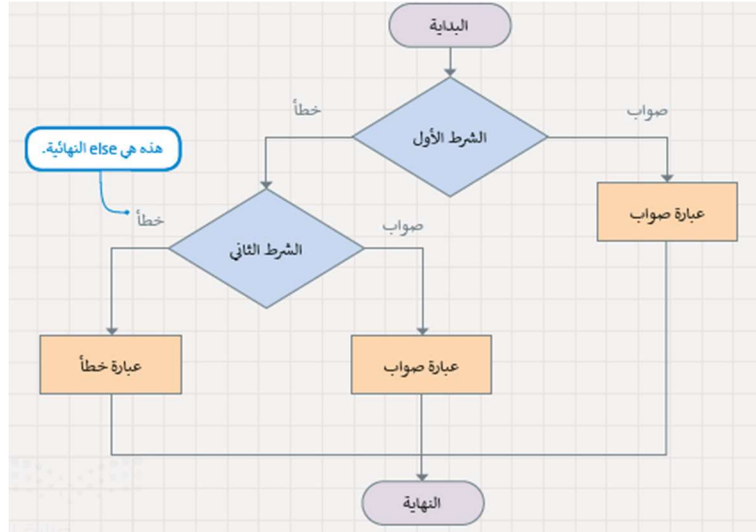 البداية
الشرط الأول
صواب
خطأ
عبارة صواب
هذه هي else النهائية.
الشرط الثاني
صواب
خطأ
عبارة صواب
عبارة خطأ
النهاية